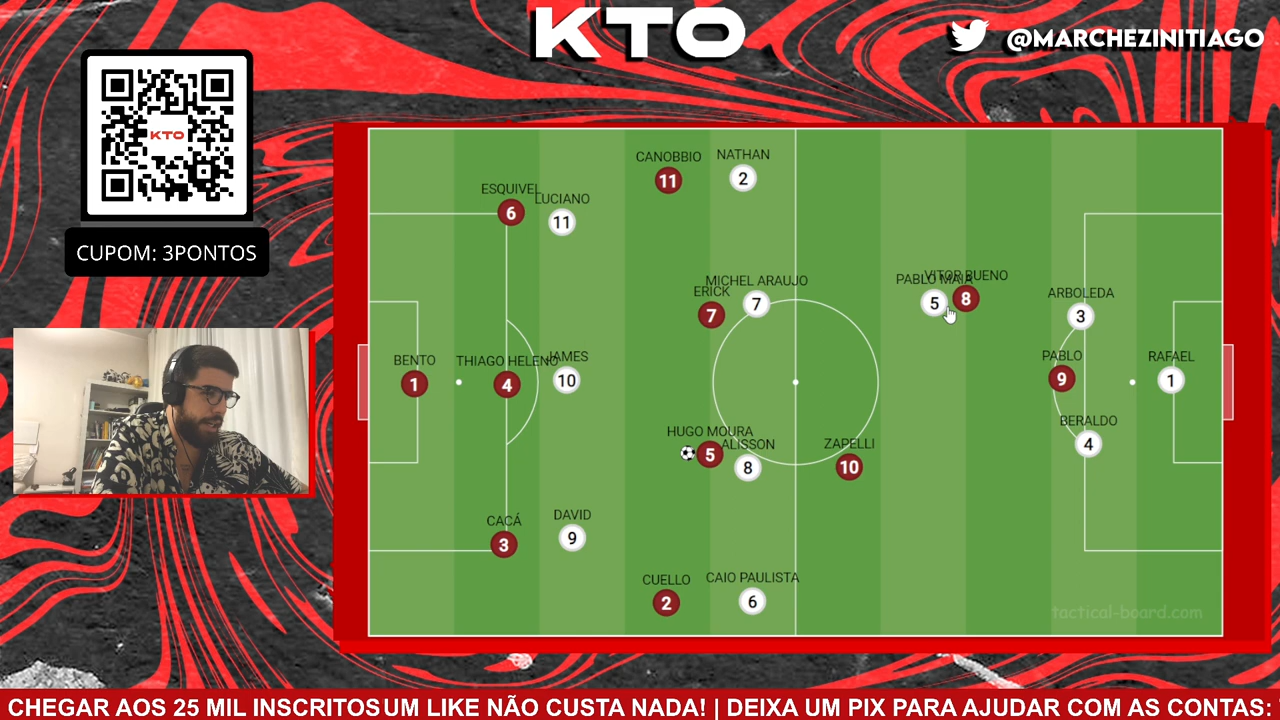 KTO
@MARCHEZINITIAGO
KTO
CUPOM: 3PONTOS
CANOBBIO
11
NATHAN
2
ESQUIVEL
6
LUCIANO
11
MICHEL ARAUJO
7
ERICK
7
PABLO MAIA
5
VITOR BUENO
8
ARBOLEDA
3
BENTO
1
THIAGO HELENO
4
JAMES
10
PABLO
9
RAFAEL
1
BERALDO
4
HUGO MOURA
5
ALISSON
8
ZAPELLI
10
CACÁ
3
DAVID
9
CUELLO
2
CAIO PAULISTA
6
tactical-board.com
CHEGAR AOS 25 MIL INSCRITOS UM LIKE NÃO CUSTA NADA! | DEIXA UM PIX PARA AJUDAR COM AS CONTAS: